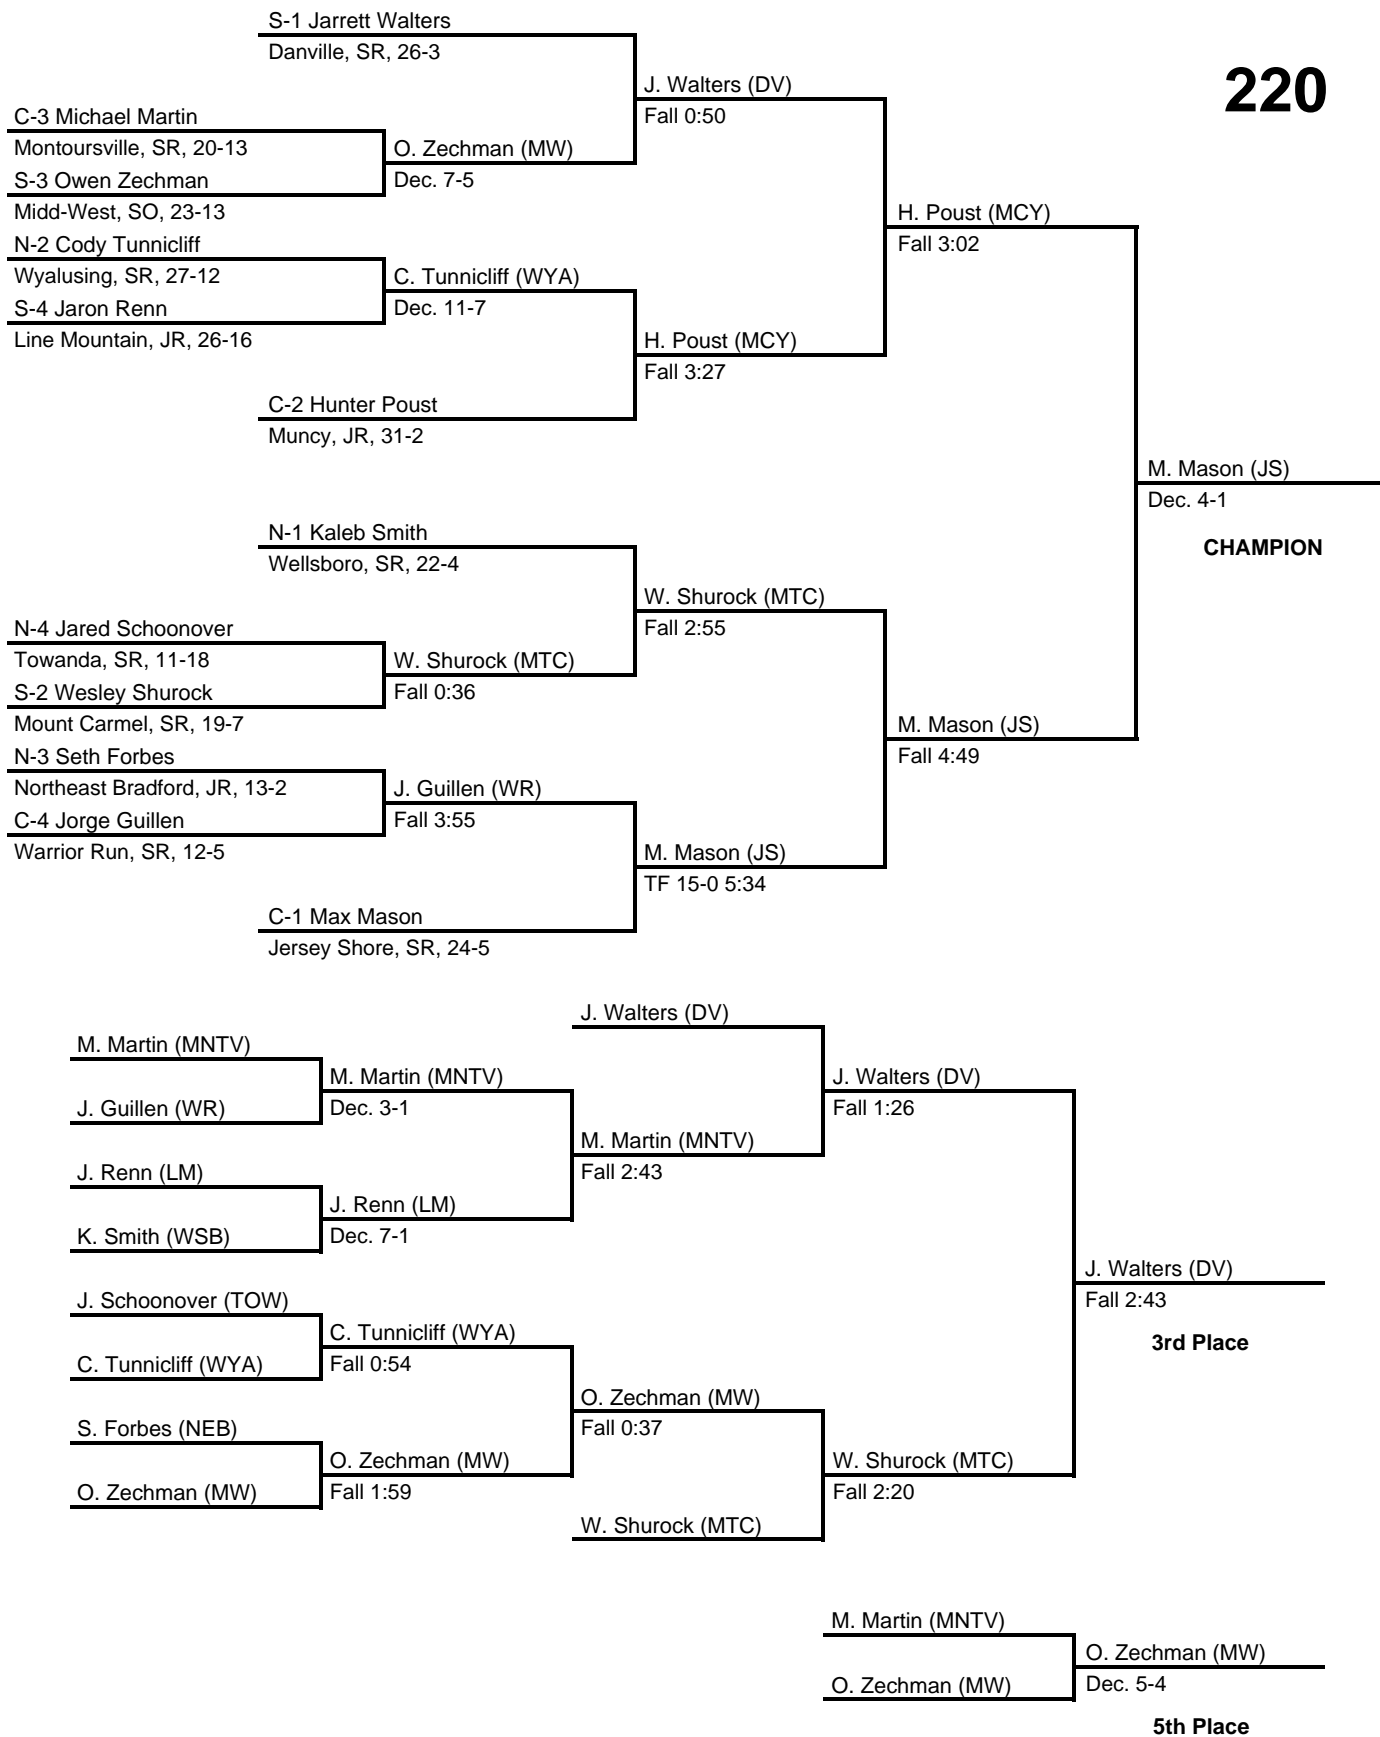 S-1 Jarrett Walters
Danville, SR, 26-3
220
J. Walters (DV)
Fall 0:50
C-3 Michael Martin
Montoursville, SR, 20-13
O. Zechman (MW)
S-3 Owen Zechman
Dec. 7-5
Midd-West, SO, 23-13
H. Poust (MCY)
Fall 3:02
N-2 Cody Tunnicliff
Wyalusing, SR, 27-12
C. Tunnicliff (WYA)
S-4 Jaron Renn
Dec. 11-7
Line Mountain, JR, 26-16
H. Poust (MCY)
Fall 3:27
C-2 Hunter Poust
Muncy, JR, 31-2
M. Mason (JS)
Dec. 4-1
CHAMPION
N-1 Kaleb Smith
Wellsboro, SR, 22-4
W. Shurock (MTC)
Fall 2:55
N-4 Jared Schoonover
Towanda, SR, 11-18
W. Shurock (MTC)
S-2 Wesley Shurock
Fall 0:36
Mount Carmel, SR, 19-7
M. Mason (JS)
Fall 4:49
N-3 Seth Forbes
Northeast Bradford, JR, 13-2
J. Guillen (WR)
C-4 Jorge Guillen
Fall 3:55
Warrior Run, SR, 12-5
M. Mason (JS)
TF 15-0 5:34
C-1 Max Mason
Jersey Shore, SR, 24-5
J. Walters (DV)
M. Martin (MNTV)
M. Martin (MNTV)
J. Walters (DV)
J. Guillen (WR)
Dec. 3-1
Fall 1:26
M. Martin (MNTV)
Fall 2:43
J. Renn (LM)
J. Renn (LM)
K. Smith (WSB)
Dec. 7-1
J. Walters (DV)
Fall 2:43
3rd Place
J. Schoonover (TOW)
C. Tunnicliff (WYA)
C. Tunnicliff (WYA)
Fall 0:54
O. Zechman (MW)
Fall 0:37
S. Forbes (NEB)
O. Zechman (MW)
W. Shurock (MTC)
O. Zechman (MW)
Fall 1:59
Fall 2:20
W. Shurock (MTC)
M. Martin (MNTV)
O. Zechman (MW)
O. Zechman (MW)
Dec. 5-4
5th Place